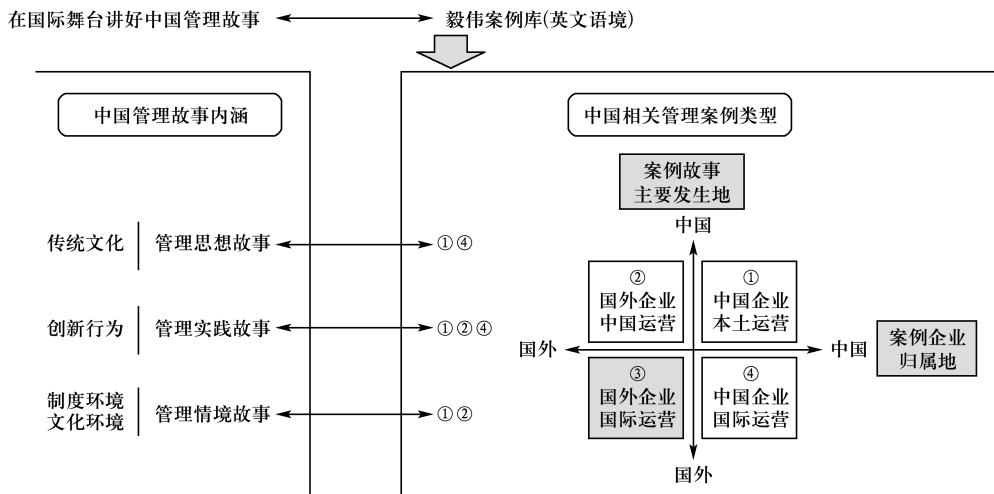 在国际舞台讲好中国管理故事
毅伟案例库(英文语境)
中国管理故事内涵
中国相关管理案例类型
案例故事
主要发生地
中国
传统文化
管理思想故事
①④
②
国外企业
中国运营
①
中国企业
本土运营
创新行为
管理实践故事
①②④
国外
中国
案例企业
归属地
③
国外企业
国际运营
④
中国企业
国际运营
制度环境
文化环境
管理情境故事
①②
国外